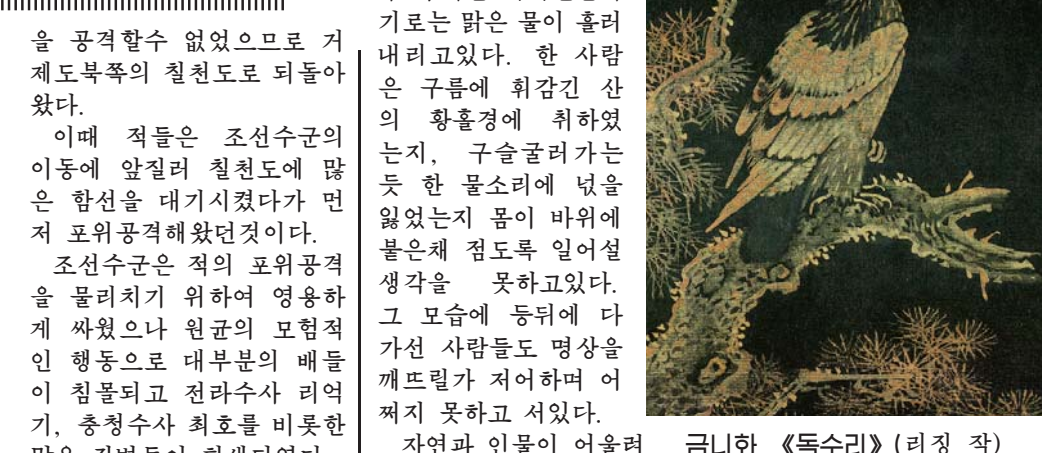 을 공격할수 없었으므로 거
제도북쪽의 칠천도로 되돌아
왔다.
이때 적들은 조선수군의
이동에 앞질러 칠천도에 많
은 함선을 대기시켰다가 먼
저 포위공격해왔던것이다.
조선수군은 적의 포위공격
을 물리치기 위하여 영용하
게 싸웠으나 원균의 모험적
인 행동으로 대부분의 배들
이 침몰되고 전라수사 리억
기, 충청수사 최호를 비롯한
기로는 맑은 물이 흘러
내리고있다. 한 사람
은 구름에 휘감긴 산
의 황홀경에 취하였
는지, 구슬굴러가는
듯 한 물소리에 넋을
잃었는지 몸이 바위에
붙은채 점도록 일어설
생각을 못하고있다.
그 모습에 등뒤에 다
가선 사람들도 명상을
깨뜨릴가 저어하며 어
쩌지 못하고 서있다.
자연과 인물이 어울려
금니화 《독수리》(리징 작)